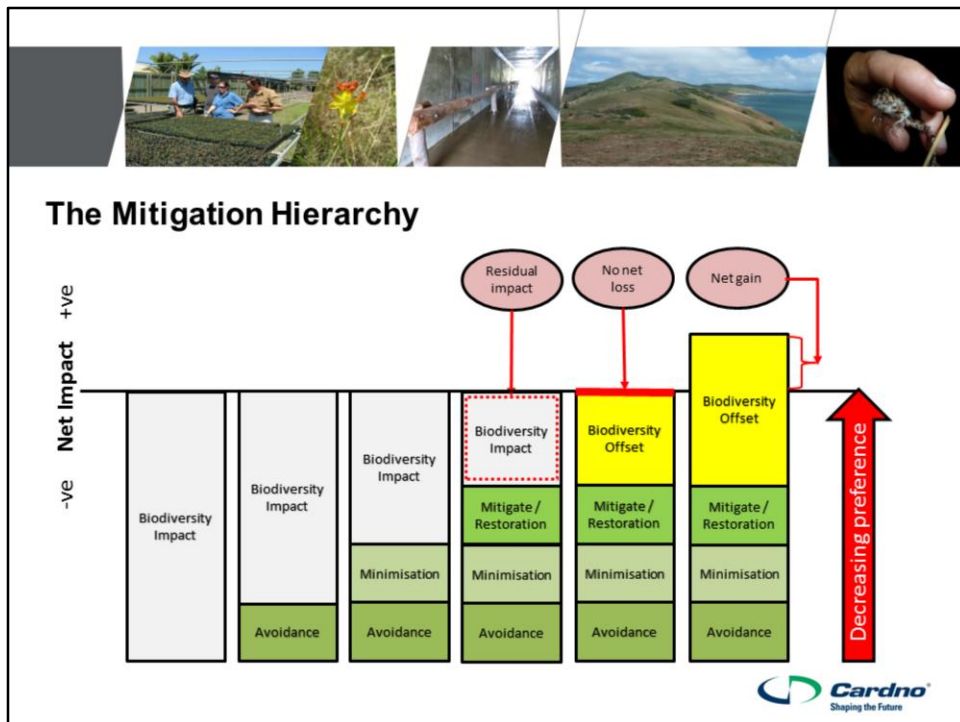 The Mitigation Hierarchy
-ve Net Impact +ve
Residual
impact
No net
loss
Net gain
Biodiversity
Impact
Biodiversity
Impact
Avoidance
Biodiversity
Impact
Minimisation
Avoidance
Biodiversity
Impact
Mitigate /
Restoration
Minimisation
Avoidance
Biodiversity
Offset
Mitigate /
Restoration
Minimisation
Avoidance
Biodiversity
Offset
Mitigate /
Restoration
Minimisation
Avoidance
Decreasing preference
Cardno®
Shaping the Future